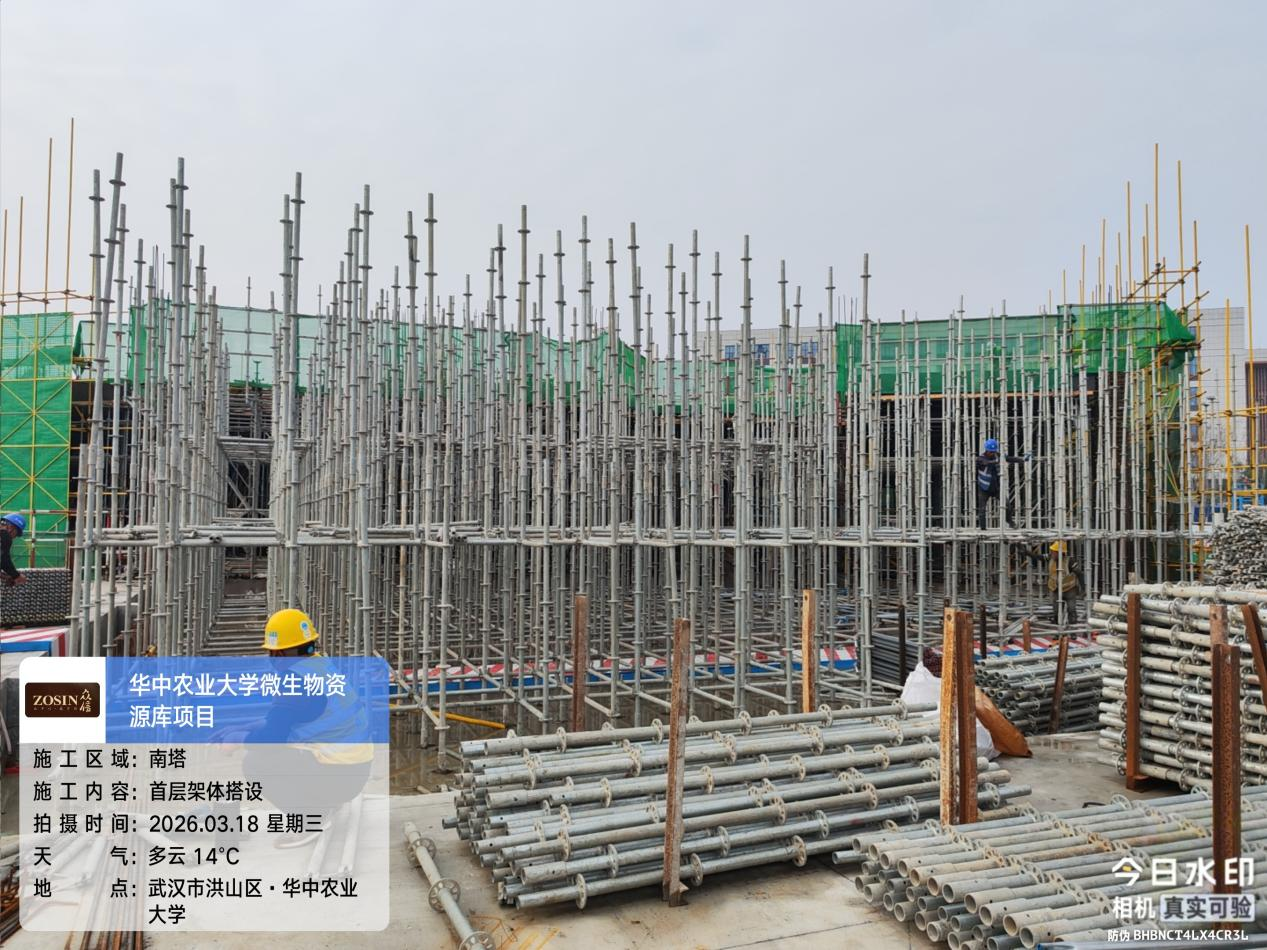 ZOSIN众信
华中农业大学微生物资
源库项目
施工区域：南塔
施工内容：首层架体搭设
拍摄时间：2026.03.18 星期三
天气：多云 14℃
地点：武汉市洪山区·华中农业
大学
今日水印
相机 真实可验
防伪 BHBNCT4LX4CR3L